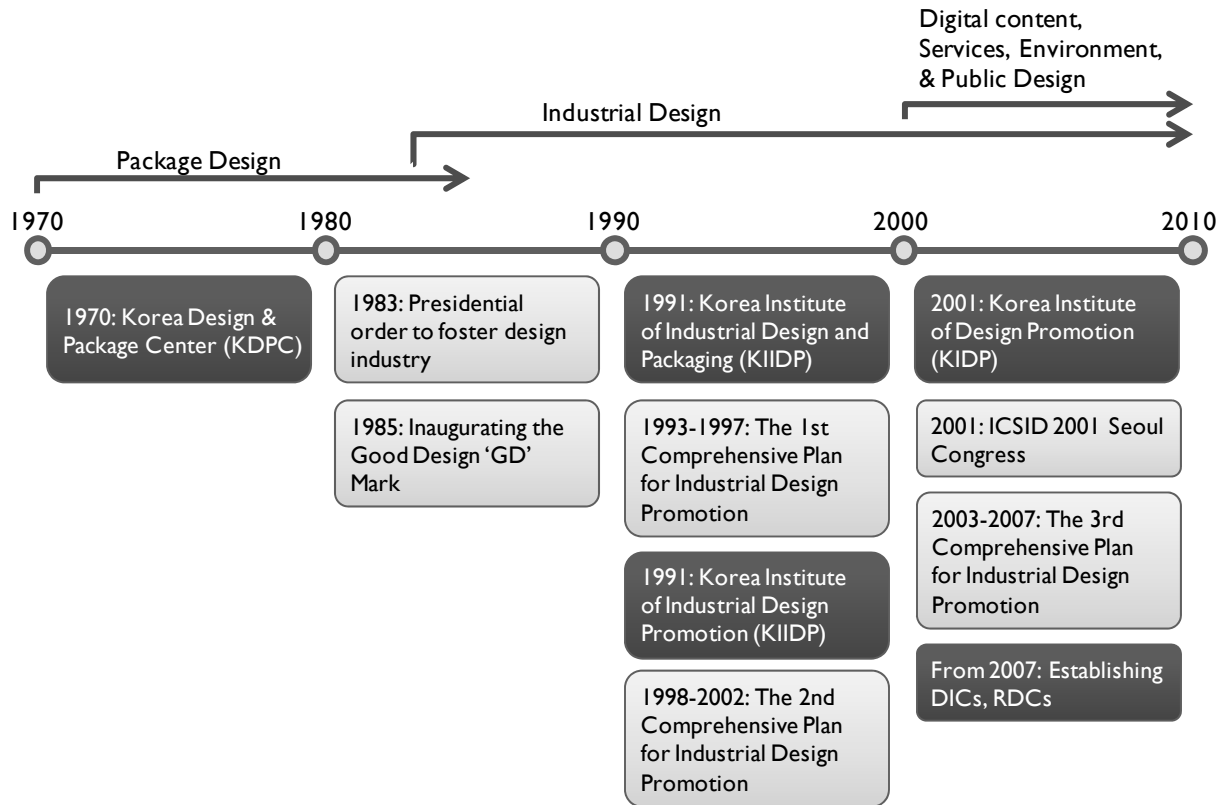 Digital content,
Services, Environment,
& Public Design
Industrial Design
Package Design
1970
1980
1990
2000
2010
1970: Korea Design &
Package Center (KDPC)
1983: Presidential
order to foster design
industry
1985: Inaugurating the
Good Design ‘GD’
Mark
1991: Korea Institute
of Industrial Design and
Packaging (KIIDP)
1993-1997: The 1st
Comprehensive Plan
for Industrial Design
Promotion
1991: Korea Institute
of Industrial Design
Promotion (KIIDP)
1998-2002: The 2nd
Comprehensive Plan
for Industrial Design
Promotion
2001: Korea Institute
of Design Promotion
(KIDP)
2001: ICSID 2001 Seoul
Congress
2003-2007: The 3rd
Comprehensive Plan
for Industrial Design
Promotion
From 2007: Establishing
DICs, RDCs